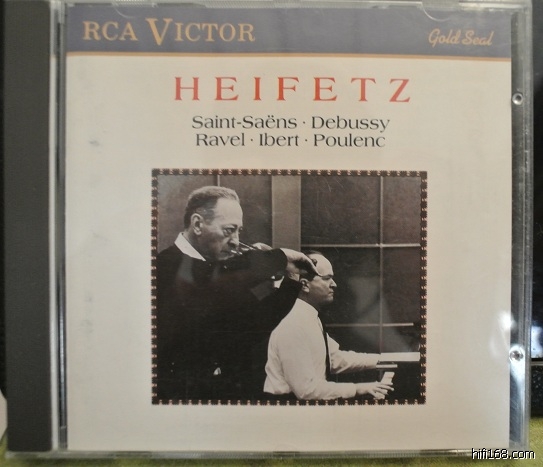 RCA VICTOR
Gold Seal
HEIFETZ
Saint-Saëns · Debussy
Ravel · Ibert · Poulenc
hifi168.com